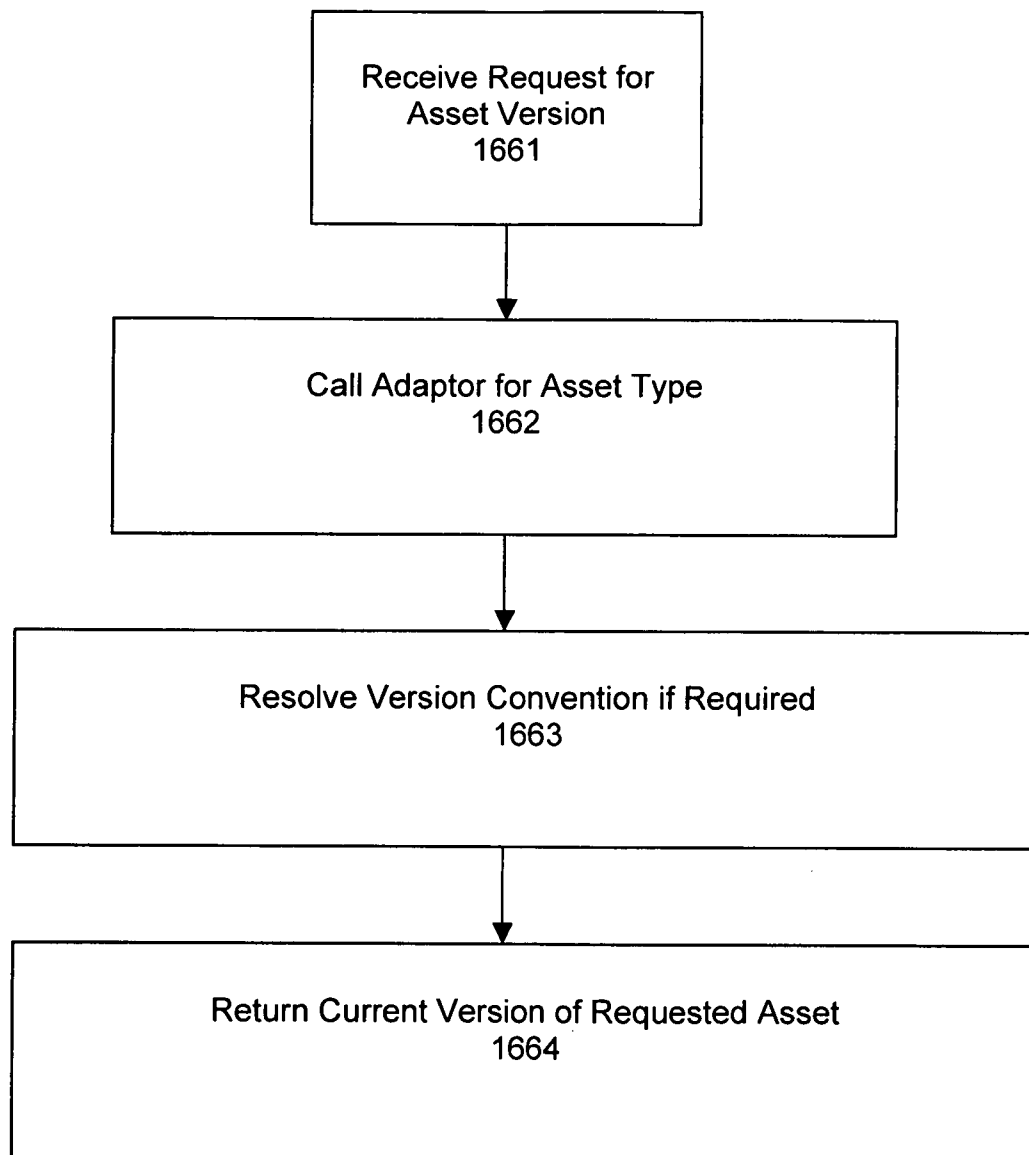 Receive Request for
Asset Version
1661
Call Adaptor for Asset Type
1662
Resolve Version Convention if Required
1663
Return Current Version of Requested Asset
1664